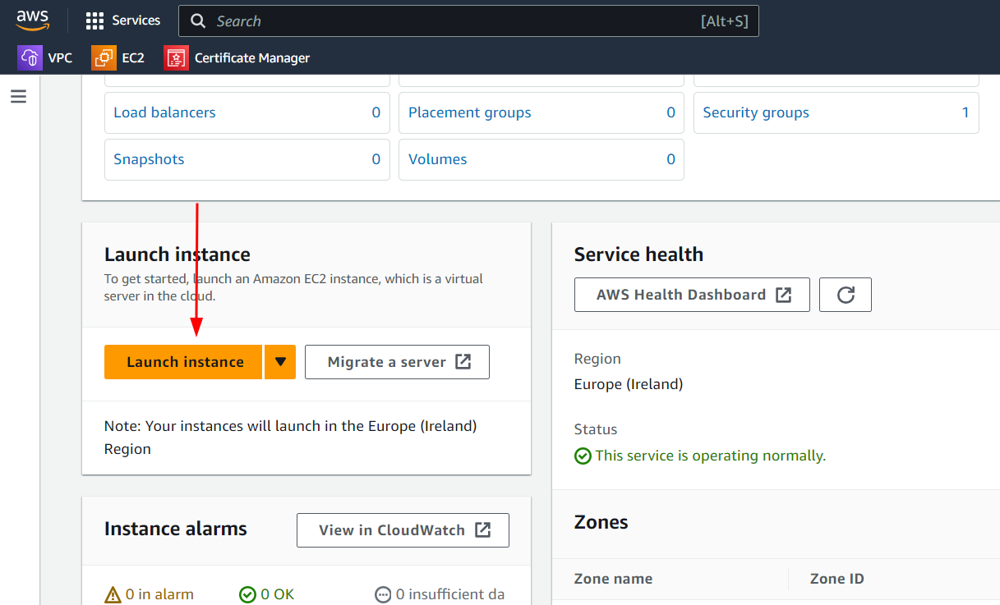 aws
Services
Search [Alt+S]
VPC EC2 Certificate Manager
Load balancers 0
Placement groups 0
Security groups 1
Snapshots 0
Volumes 0
Launch instance
To get started, launch an Amazon EC2 instance, which is a virtual
server in the cloud.
Launch instance
Migrate a server
Note: Your instances will launch in the Europe (Ireland)
Region
Instance alarms
View in CloudWatch
0 in alarm
0 OK
0 insufficient da
Service health
AWS Health Dashboard
Region
Europe (Ireland)
Status
This service is operating normally.
Zones
Zone name Zone ID